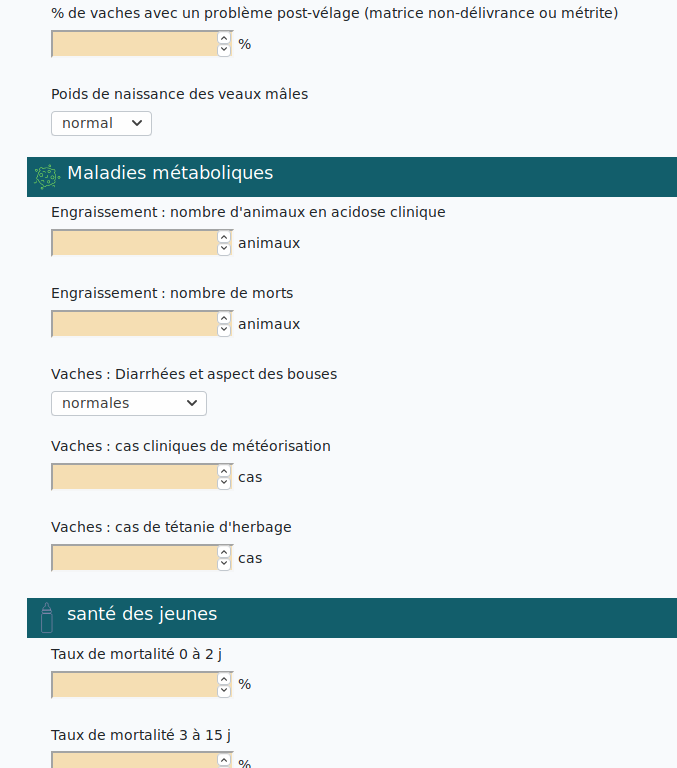 % de vaches avec un problème post-vélage (matrice non-délivrance ou métrite)
%
Poids de naissance des veaux mâles
normal
Maladies métaboliques
Engraissement : nombre d'animaux en acidose clinique
animaux
Engraissement : nombre de morts
animaux
Vaches : Diarrhées et aspect des bouses
normales
Vaches : cas cliniques de météorisation
cas
Vaches : cas de tétanie d'herbage
cas
santé des jeunes
Taux de mortalité 0 à 2 j
%
Taux de mortalité 3 à 15 j
%